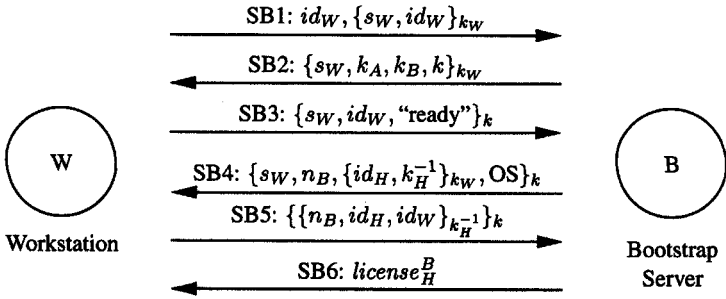 SB1: id_W, {s_W, id_W}_{k_W}
SB2: {s_W, k_A, k_B, k}_{k_W}
SB3: {s_W, id_W, "ready"}_k
W
B
SB4: {s_W, n_B, {id_H, k_H^{-1}}_{k_W}, OS}_k
SB5: {{n_B, id_H, id_W}_{k_H^{-1}}}_k
Workstation
Bootstrap
Server
SB6: license_H^B